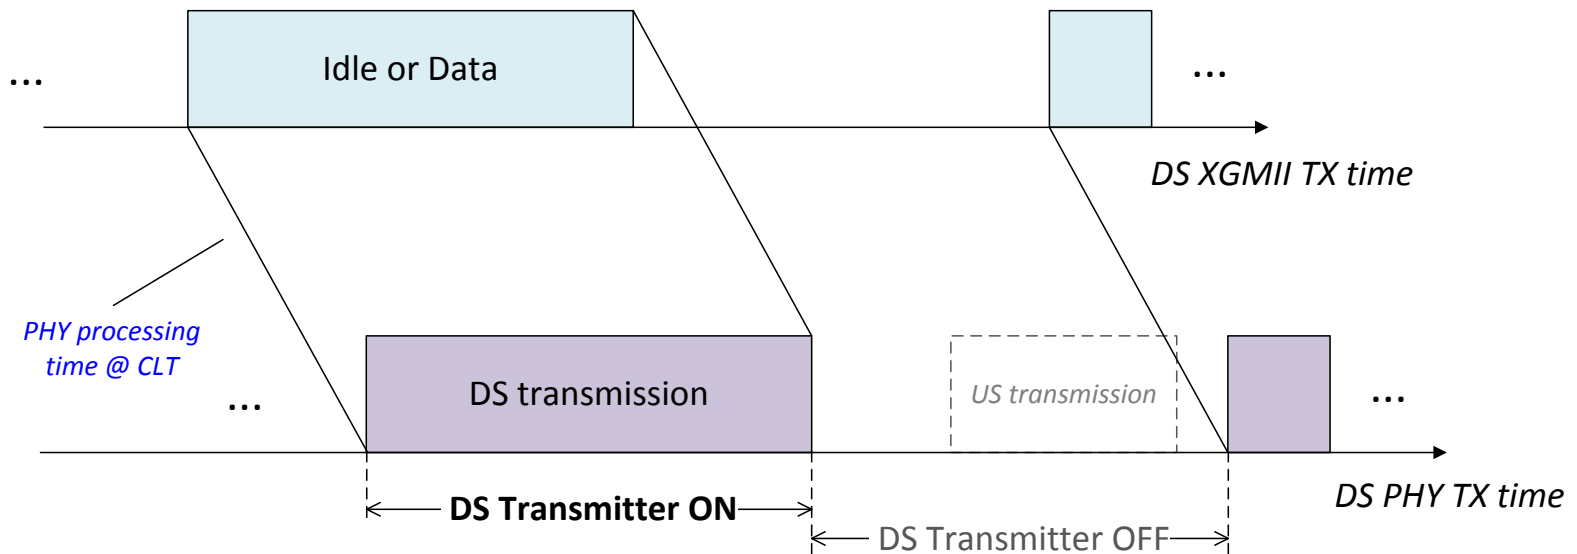 ... Idle or Data ...
DS XGMII TX time
PHY processing
time @ CLT
... DS transmission US transmission ...
DS PHY TX time
DS Transmitter ON
DS Transmitter OFF